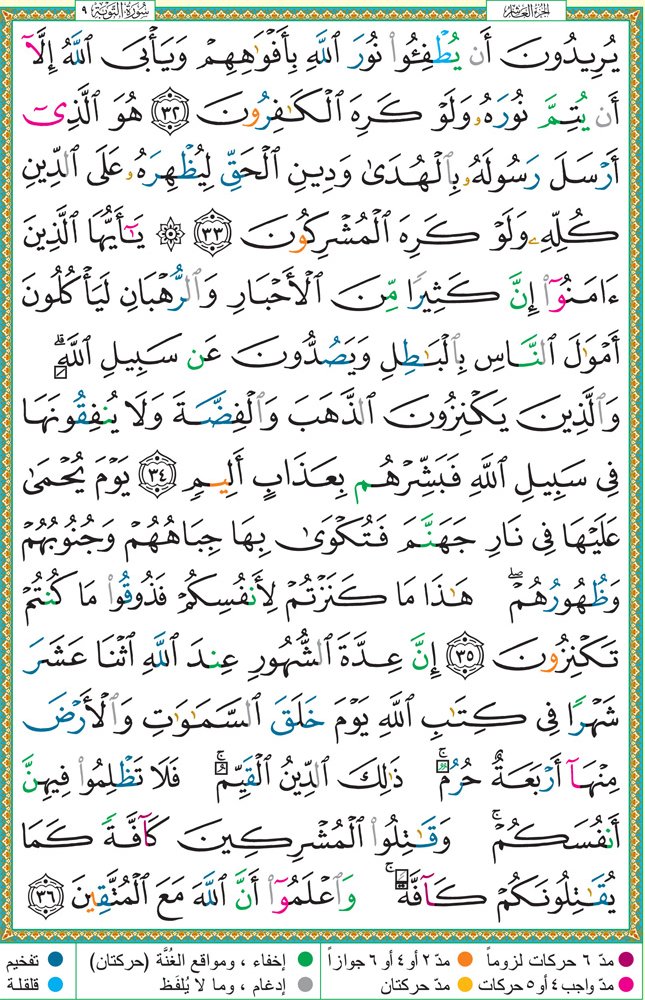 الجزء العاشر سورة التوبة ٩
يُرِيدُونَ أَن يُطْفِـُٔوا۟ نُورَ ٱللَّهِ بِأَفْوَٰهِهِمْ وَيَأْبَى ٱللَّهُ إِلَّآ
أَن يُتِمَّ نُورَهُۥ وَلَوْ كَرِهَ ٱلْكَـٰفِرُونَ ٣٢ هُوَ ٱلَّذِىٓ
أَرْسَلَ رَسُولَهُۥ بِٱلْهُدَىٰ وَدِينِ ٱلْحَقِّ لِيُظْهِرَهُۥ عَلَى ٱلدِّينِ
كُلِّهِۦ وَلَوْ كَرِهَ ٱلْمُشْرِكُونَ ٣٣ ۞ يَـٰٓأَيُّهَا ٱلَّذِينَ
ءَامَنُوٓا۟ إِنَّ كَثِيرًا مِّنَ ٱلْأَحْبَارِ وَٱلرُّهْبَانِ لَيَأْكُلُونَ
أَمْوَٰلَ ٱلنَّاسِ بِٱلْبَـٰطِلِ وَيَصُدُّونَ عَن سَبِيلِ ٱللَّهِ ۗ
وَٱلَّذِينَ يَكْنِزُونَ ٱلذَّهَبَ وَٱلْفِضَّةَ وَلَا يُنفِقُونَهَا
فِى سَبِيلِ ٱللَّهِ فَبَشِّرْهُم بِعَذَابٍ أَلِيمٍ ٣٤ يَوْمَ يُحْمَىٰ
عَلَيْهَا فِى نَارِ جَهَنَّمَ فَتُكْوَىٰ بِهَا جِبَاهُهُمْ وَجُنُوبُهُمْ
وَظُهُورُهُمْ ۖ هَـٰذَا مَا كَنَزْتُمْ لِأَنفُسِكُمْ فَذُوقُوا۟ مَا كُنتُمْ
تَكْنِزُونَ ٣٥ إِنَّ عِدَّةَ ٱلشُّهُورِ عِندَ ٱللَّهِ ٱثْنَا عَشَرَ
شَهْرًا فِى كِتَـٰبِ ٱللَّهِ يَوْمَ خَلَقَ ٱلسَّمَـٰوَٰتِ وَٱلْأَرْضَ
مِنْهَآ أَرْبَعَةٌ حُرُمٌ ۚ ذَٰلِكَ ٱلدِّينُ ٱلْقَيِّمُ ۚ فَلَا تَظْلِمُوا۟ فِيهِنَّ
أَنفُسَكُمْ ۚ وَقَـٰتِلُوا۟ ٱلْمُشْرِكِينَ كَآفَّةً كَمَا
يُقَـٰتِلُونَكُمْ كَآفَّةً ۚ وَٱعْلَمُوٓا۟ أَنَّ ٱللَّهَ مَعَ ٱلْمُتَّقِينَ ٣٦
مدّ ٦ حركات لزوماً مدّ ٢ أو ٤ أو ٦ جوازاً إخفاء ، ومواقع الغُنَّة (حركتان) تفخيم
مدّ واجب ٤ أو ٥ حركات مدّ حركتان إدغام ، وما لا يُلفَظ قلقلة